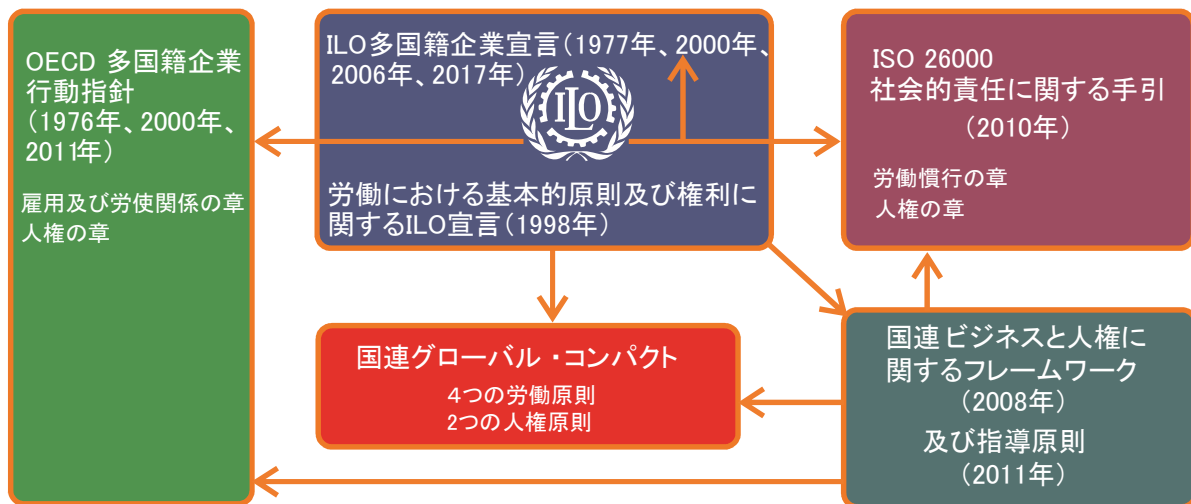 OECD 多国籍企業
行動指針
（1976年、2000年、
2011年）
雇用及び労使関係の章
人権の章
ILO多国籍企業宣言（1977年、2000年、
2006年、2017年）
ILO
労働における基本的原則及び権利に
関するILO宣言（1998年）
ISO 26000
社会的責任に関する手引
（2010年）
労働慣行の章
人権の章
国連グローバル・コンパクト
４つの労働原則
2つの人権原則
国連 ビジネスと人権に
関するフレームワーク
（2008年）
及び指導原則
（2011年）